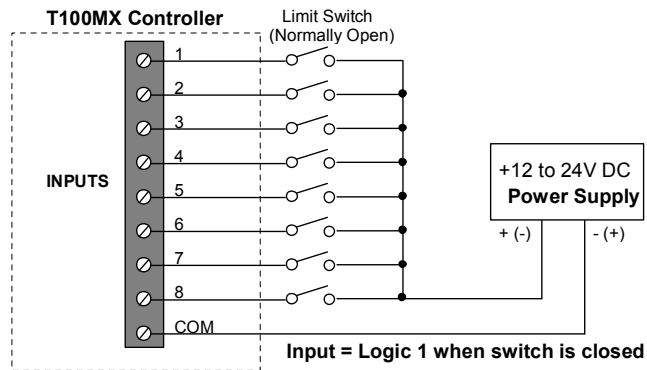 T100MX Controller
Limit Switch
(Normally Open)
1
2
3
4
INPUTS
5
6
7
8
COM
+12 to 24V DC
Power Supply
+ (-)
- (+)
Input = Logic 1 when switch is closed